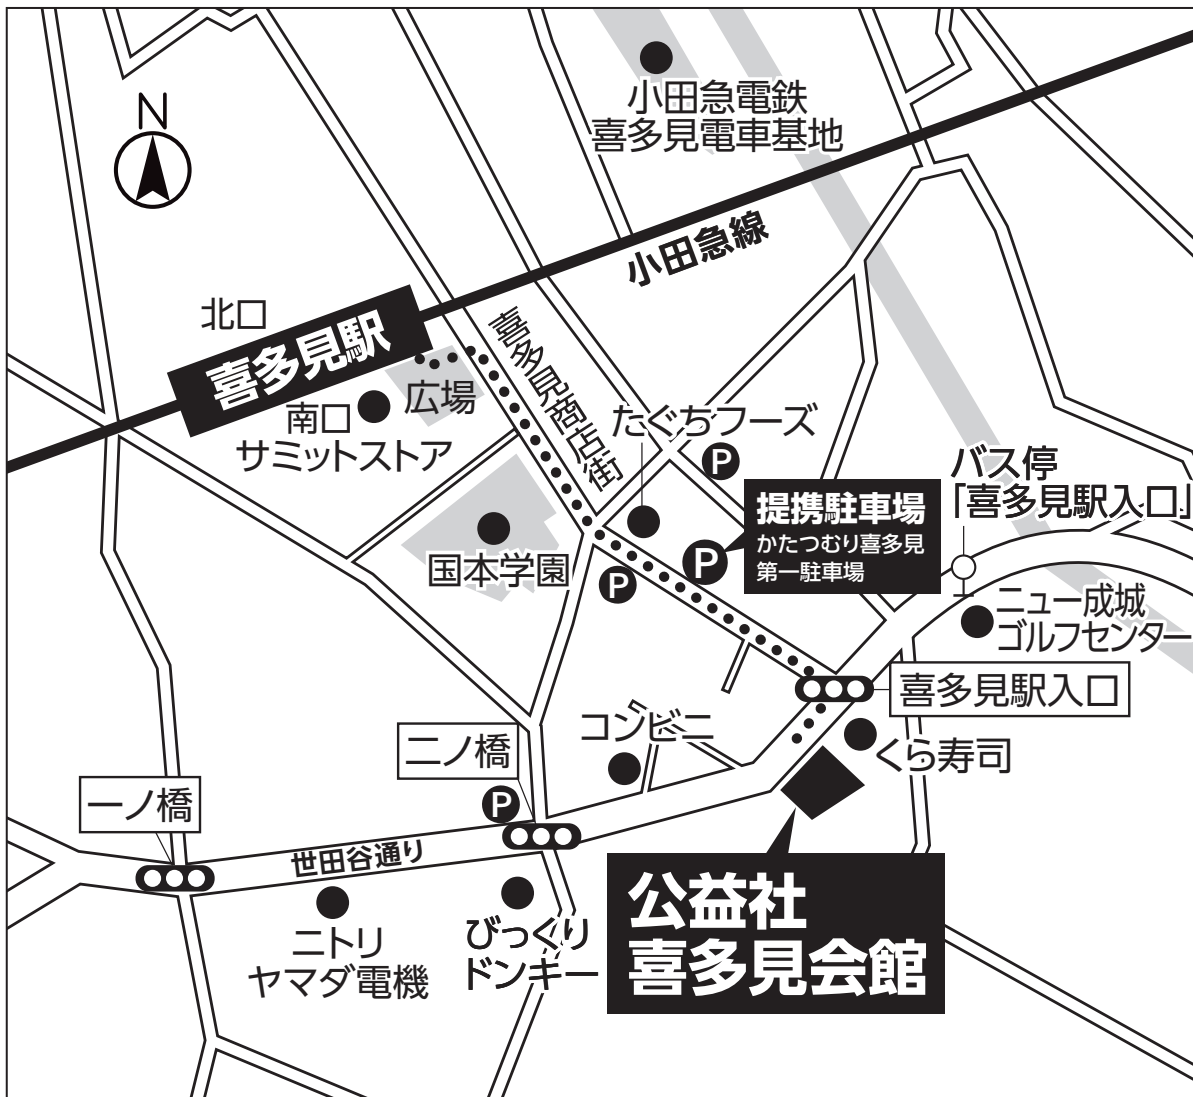 小田急電鉄
喜多見電車基地
N
小田急線
北口
喜多見駅
喜多見商店街
広場
南口
サミットストア
たぐちフーズ
P
バス停
「喜多見駅入口」
提携駐車場
かたつむり喜多見
第一駐車場
P
P
国本学園
ニュー成城
ゴルフセンター
喜多見駅入口
コンビニ
二ノ橋
くら寿司
一ノ橋
P
世田谷通り
公益社
喜多見会館
ニトリ
ヤマダ電機
びっくり
ドンキー